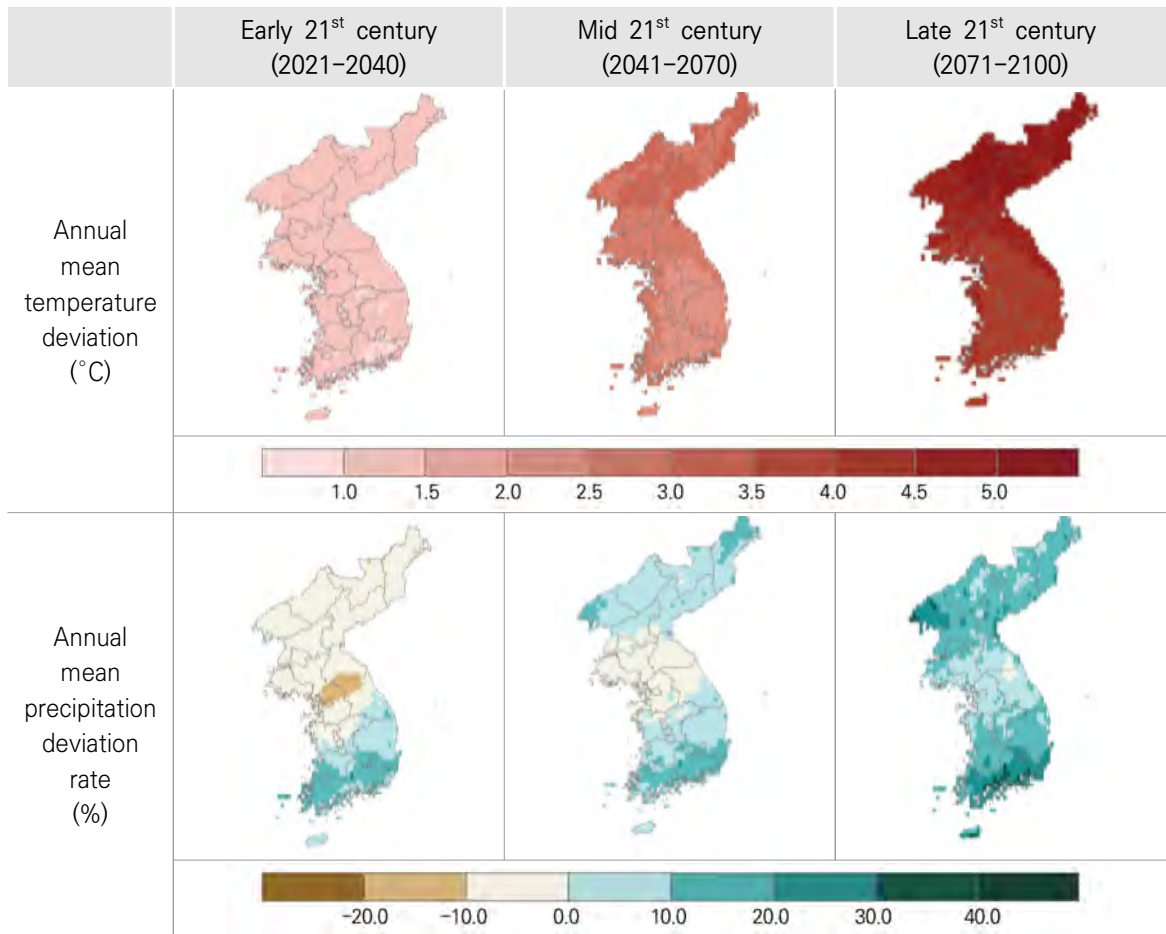 Early 21st century
(2021-2040)
Mid 21st century
(2041-2070)
Late 21st century
(2071-2100)
Annual
mean
temperature
deviation
(˚C)
1.0 1.5 2.0 2.5 3.0 3.5 4.0 4.5 5.0
Annual
mean
precipitation
deviation
rate
(%)
-20.0 -10.0 0.0 10.0 20.0 30.0 40.0